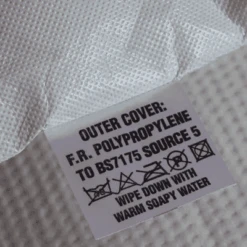 OUTER COVER:
F.R. POLYPROPYLENE
TO BS7175 SOURCE 5
WIPE DOWN WITH
WARM SOAPY WATER